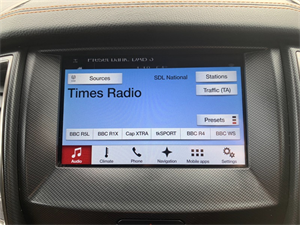 Sources
SDL National
Stations
Times Radio
Traffic (TA)
Presets
BBC R5L
BBC R1X
Cap XTRA
tkSPORT
BBC R4
BBC WS
Audio
Climate
Phone
Navigation
Mobile apps
Settings